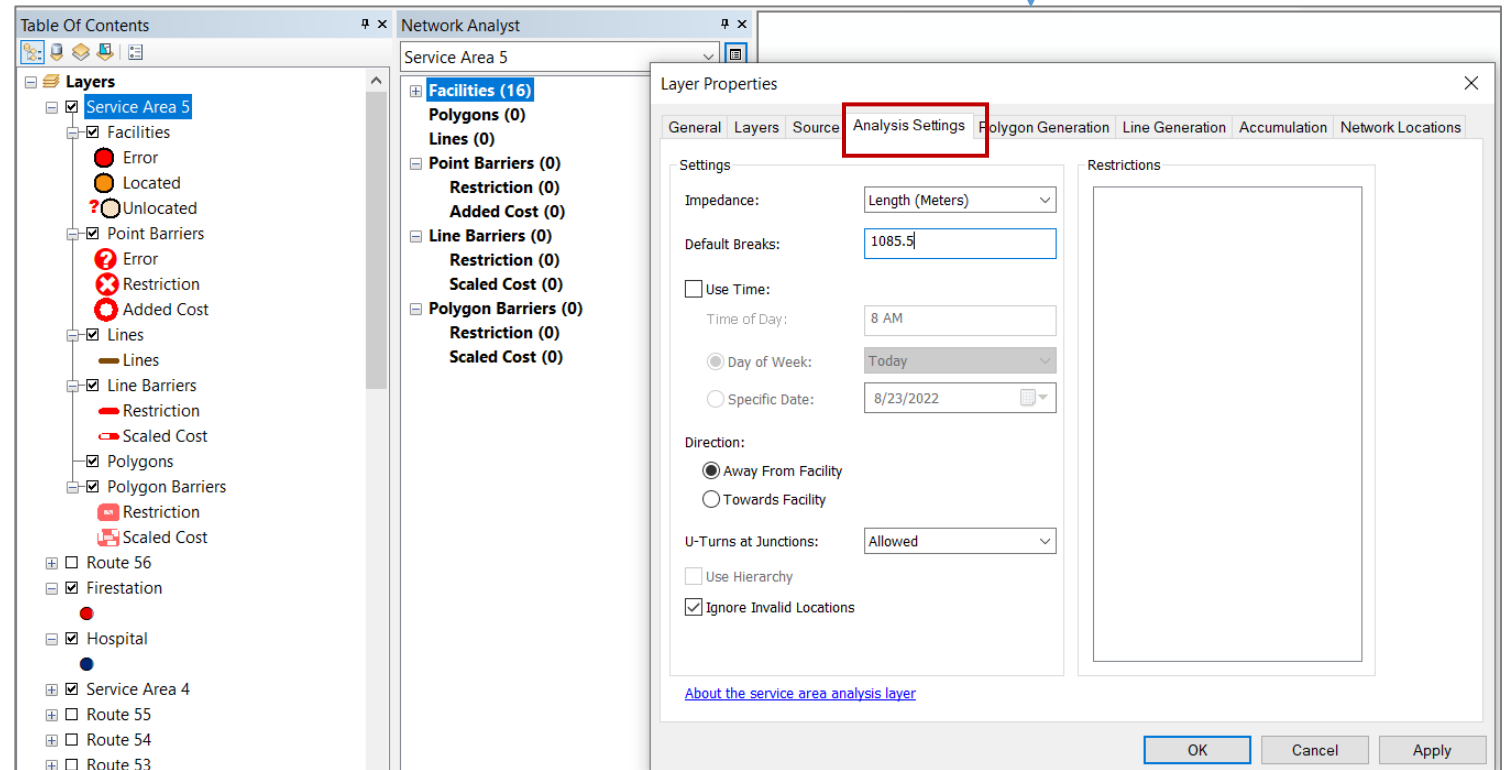 Table Of Contents
Layers
Service Area 5
Facilities
Error
Located
?Unlocated
Point Barriers
Error
Restriction
Added Cost
Lines
Lines
Line Barriers
Restriction
Scaled Cost
Polygons
Polygon Barriers
Restriction
Scaled Cost
Route 56
Firestation
Hospital
Service Area 4
Route 55
Route 54
Route 53
Network Analyst
Service Area 5
Facilities (16)
Polygons (0)
Lines (0)
Point Barriers (0)
Restriction (0)
Added Cost (0)
Line Barriers (0)
Restriction (0)
Scaled Cost (0)
Polygon Barriers (0)
Restriction (0)
Scaled Cost (0)
Layer Properties
General Layers Source Analysis Settings Polygon Generation Line Generation Accumulation Network Locations
Settings
Impedance: Length (Meters)
Default Breaks: 1085.5
Use Time:
Time of Day: 8 AM
Day of Week: Today
Specific Date: 8/23/2022
Direction:
Away From Facility
Towards Facility
U-Turns at Junctions: Allowed
Use Hierarchy
Ignore Invalid Locations
Restrictions
About the service area analysis layer
OK Cancel Apply